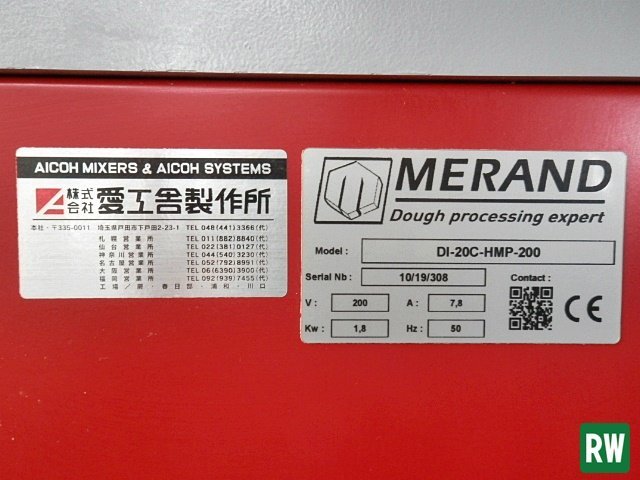 AICOH MIXERS & AICOH SYSTEMS
株式会社 愛工舎製作所
本社・〒335-0011 埼玉県戸田市下戸田2-23-1 TEL 048(441)3366(代)
札幌営業所 TEL 011(882)8840(代)
仙台営業所 TEL 022(381)0127(代)
神奈川営業所 TEL 044(540)3230(代)
名古屋営業所 TEL 052(792)8991(代)
大阪営業所 TEL 06(6390)3900(代)
福岡営業所 TEL 092(939)7455(代)
工場/蕨・春日部・浦和・川口
MERAND
Dough processing expert
Model : DI-20C-HMP-200
Serial Nb : 10/19/308 Contact :
V : 200 A : 7,8
Kw : 1,8 Hz : 50
CE
RW